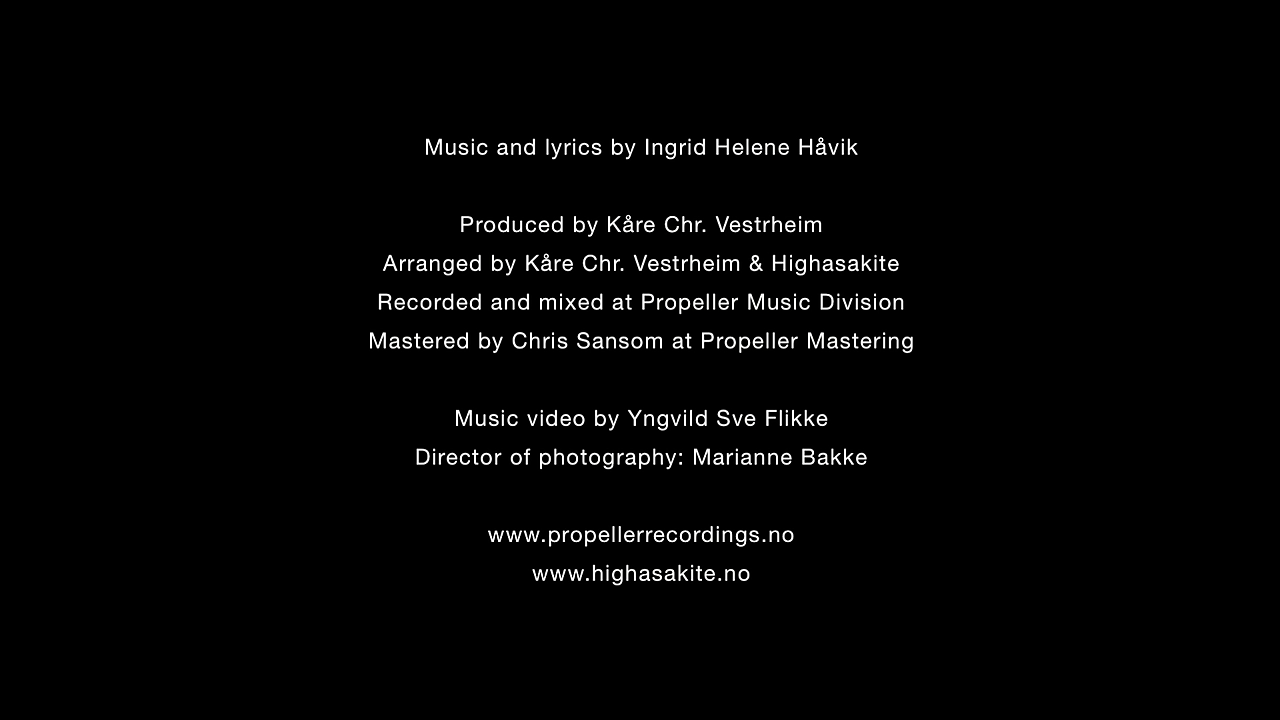 Music and lyrics by Ingrid Helene Håvik
Produced by Kåre Chr. Vestrheim
Arranged by Kåre Chr. Vestrheim & Highasakite
Recorded and mixed at Propeller Music Division
Mastered by Chris Sansom at Propeller Mastering
Music video by Yngvild Sve Flikke
Director of photography: Marianne Bakke
www.propellerrecordings.no
www.highasakite.no